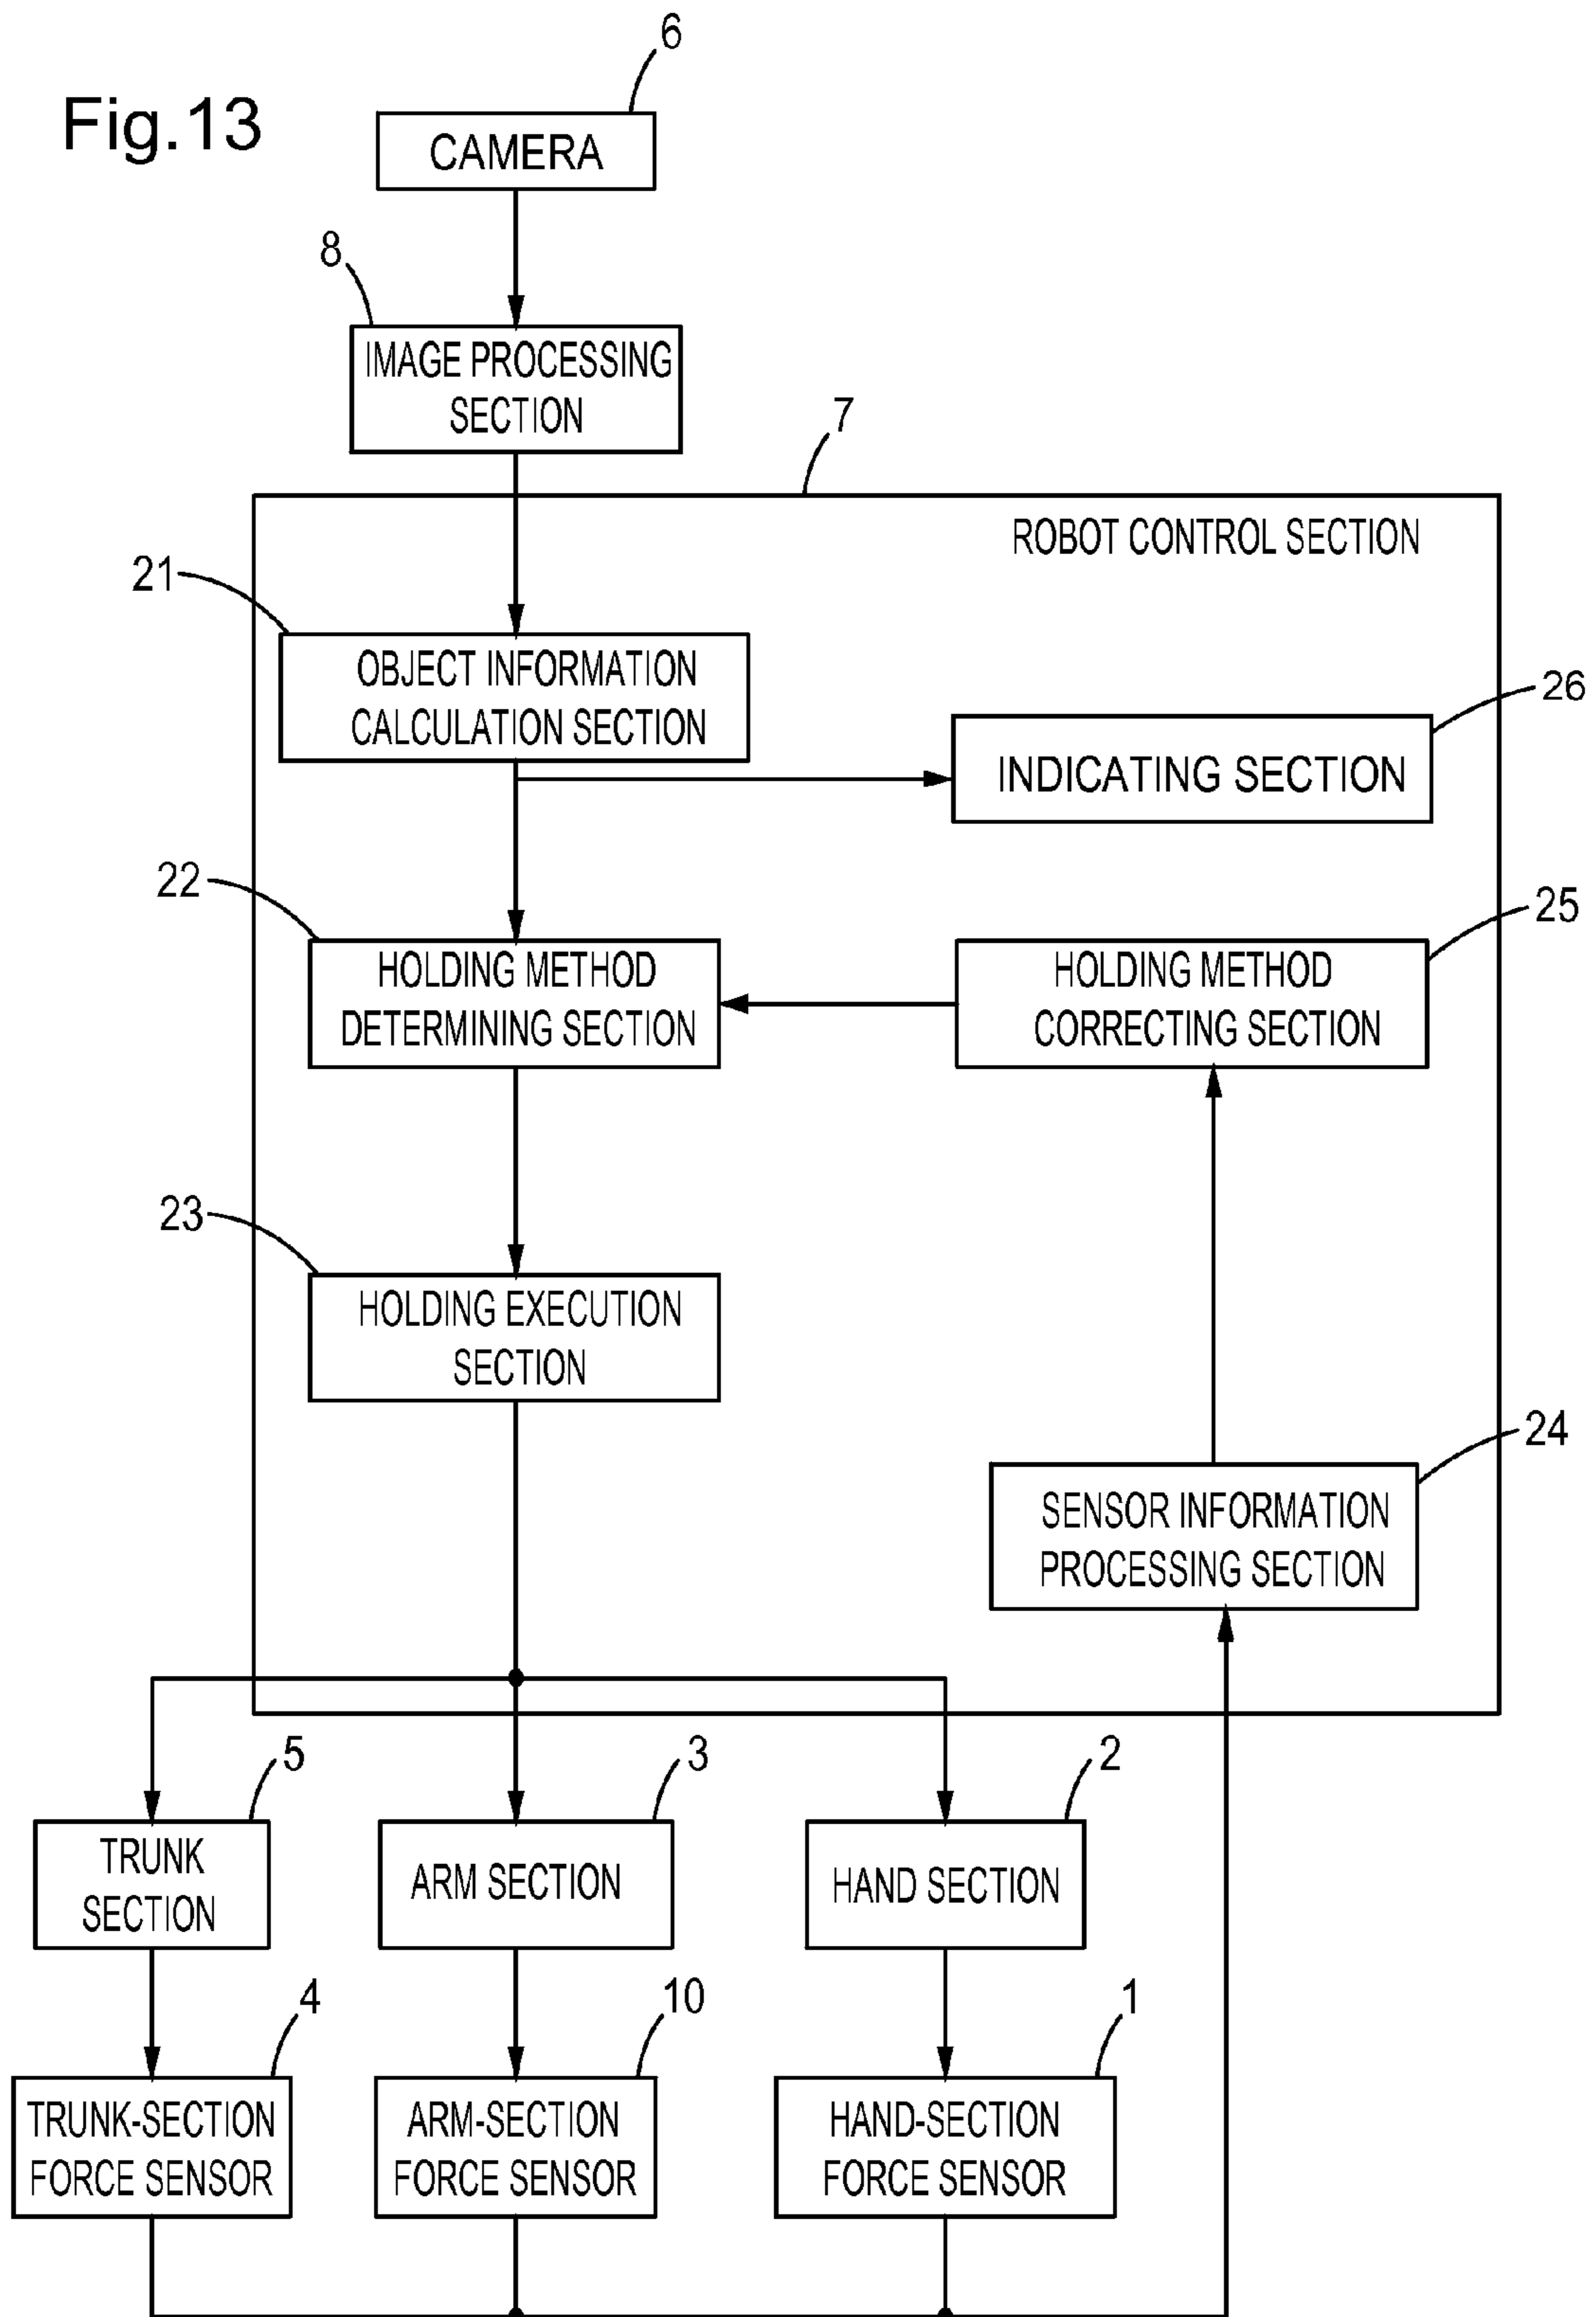 Fig.13
6
CAMERA
8
IMAGE PROCESSING
SECTION
7
ROBOT CONTROL SECTION
21
OBJECT INFORMATION
CALCULATION SECTION
26
INDICATING SECTION
22
HOLDING METHOD
DETERMINING SECTION
25
HOLDING METHOD
CORRECTING SECTION
23
HOLDING EXECUTION
SECTION
24
SENSOR INFORMATION
PROCESSING SECTION
5
TRUNK
SECTION
3
ARM SECTION
2
HAND SECTION
4
TRUNK-SECTION
FORCE SENSOR
10
ARM-SECTION
FORCE SENSOR
1
HAND-SECTION
FORCE SENSOR